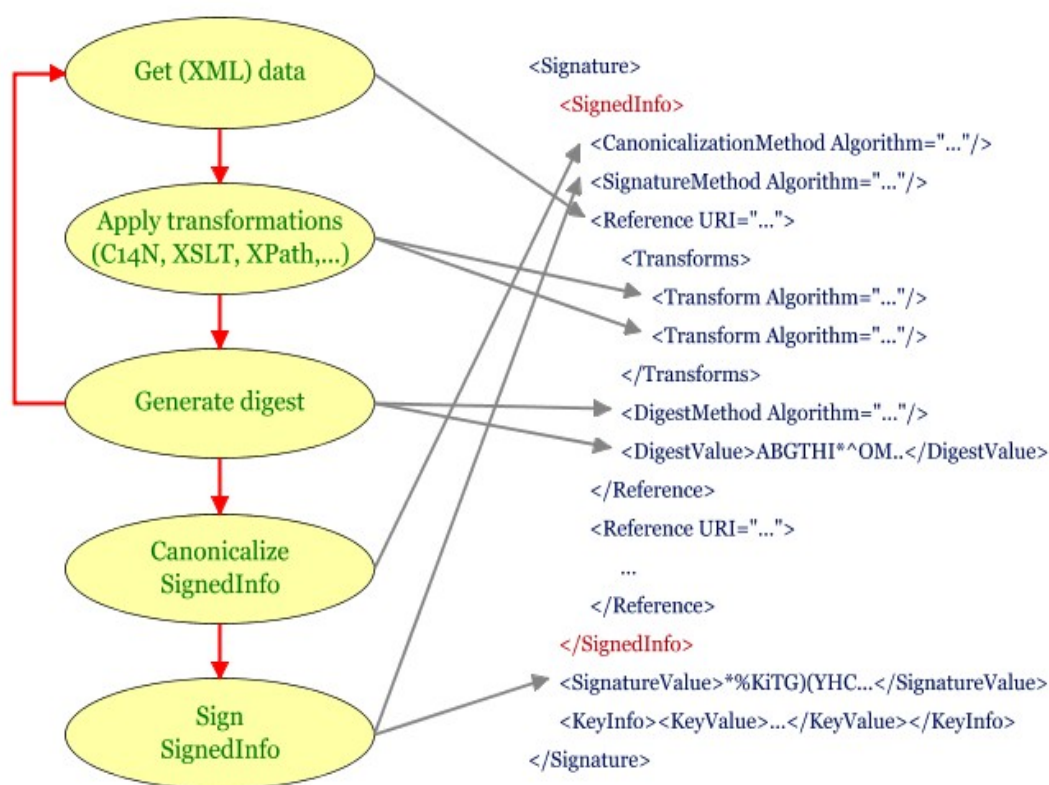 Get (XML) data
Apply transformations
(C14N, XSLT, XPath,...)
Generate digest
Canonicalize
SignedInfo
Sign
SignedInfo
<Signature>
<SignedInfo>
<CanonicalizationMethod Algorithm="..."/>
<SignatureMethod Algorithm="..."/>
<Reference URI="...">
<Transforms>
<Transform Algorithm="..."/>
<Transform Algorithm="..."/>
</Transforms>
<DigestMethod Algorithm="..."/>
<DigestValue>ABGTHI*^OM..</DigestValue>
</Reference>
<Reference URI="...">
...
</Reference>
</SignedInfo>
<SignatureValue>*%KiTG)(YHC...</SignatureValue>
<KeyInfo><KeyValue>...</KeyValue></KeyInfo>
</Signature>